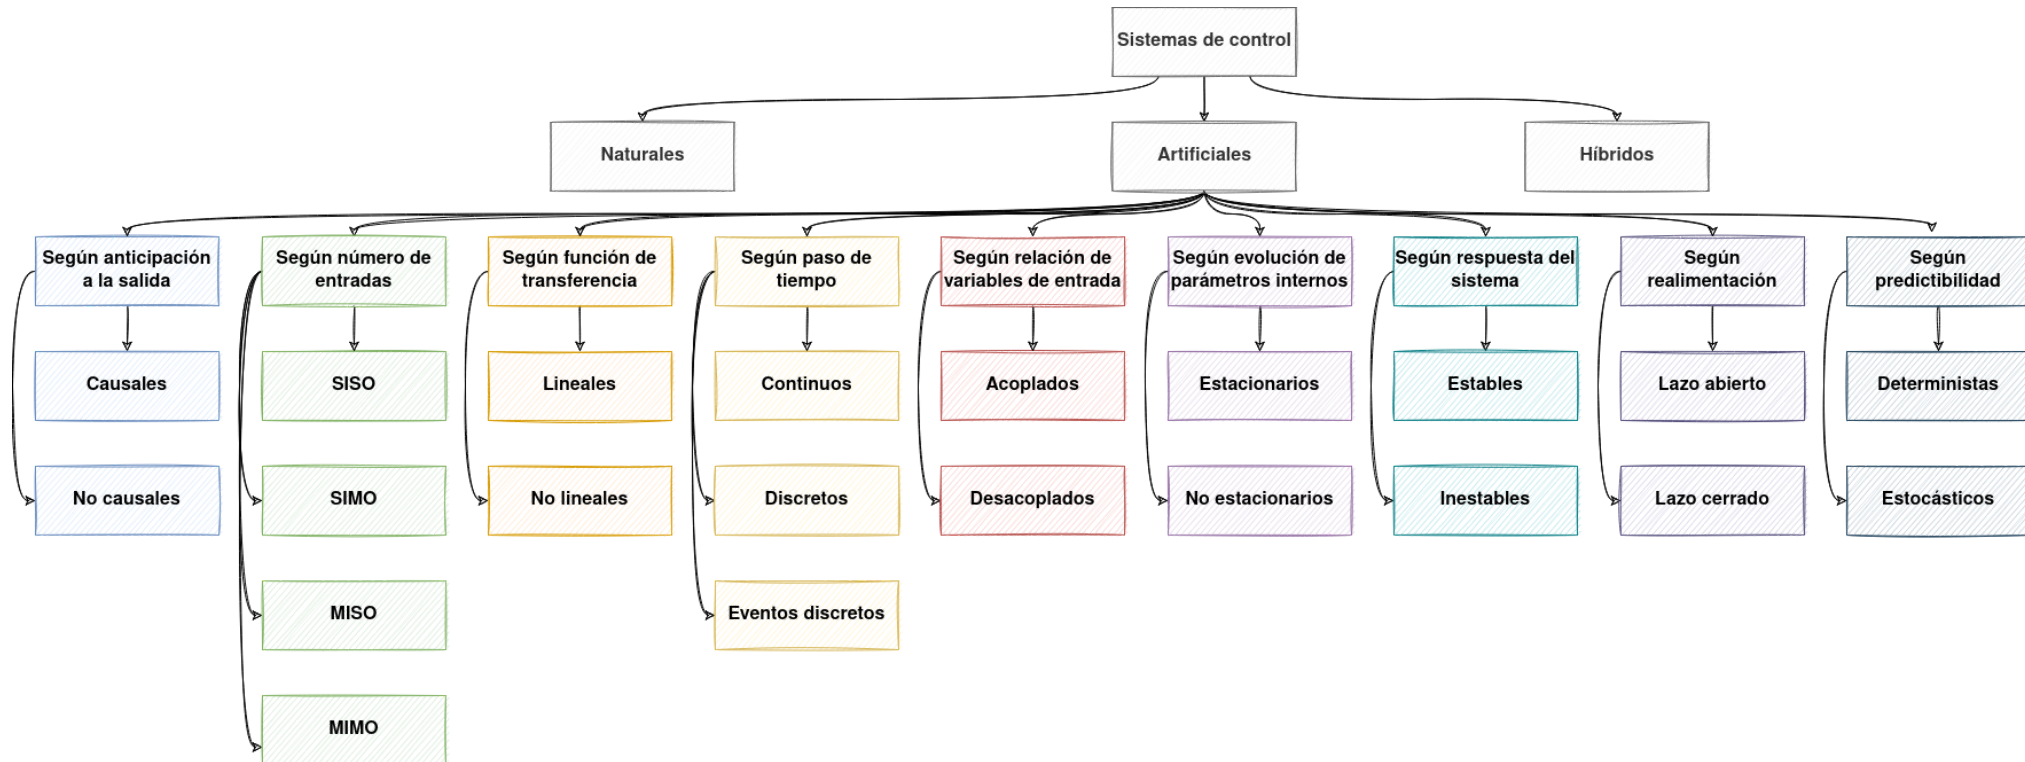 Sistemas de control
Naturales
Artificiales
Híbridos
Según anticipación
a la salida
Según número de
entradas
Según función de
transferencia
Según paso de
tiempo
Según relación de
variables de entrada
Según evolución de
parámetros internos
Según respuesta del
sistema
Según
realimentación
Según
predictibilidad
Causales
SISO
Lineales
Continuos
Acoplados
Estacionarios
Estables
Lazo abierto
Deterministas
No causales
SIMO
No lineales
Discretos
Desacoplados
No estacionarios
Inestables
Lazo cerrado
Estocásticos
MISO
Eventos discretos
MIMO